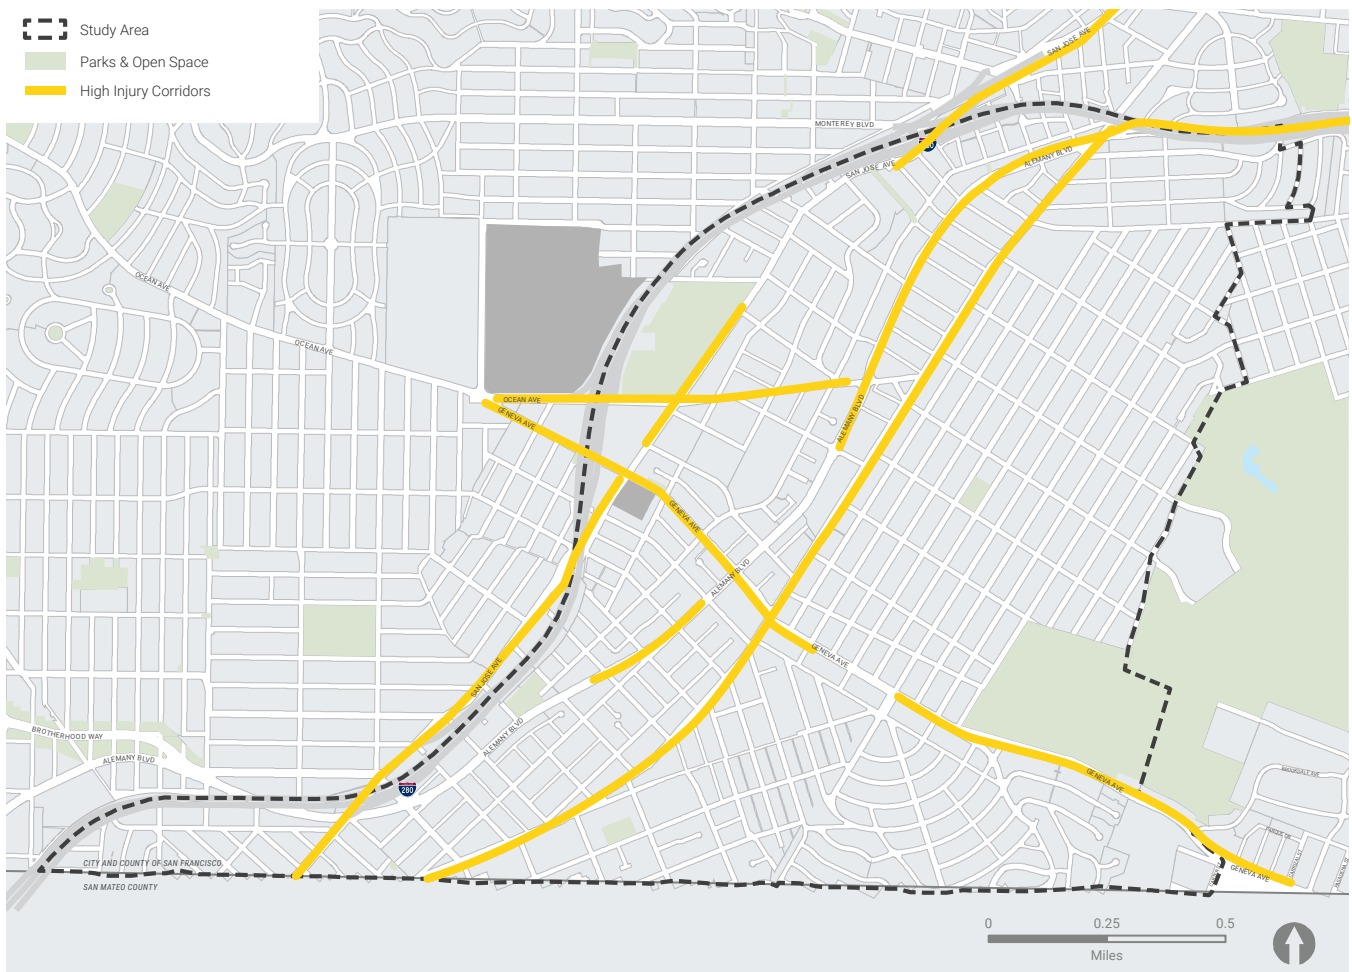 Study Area
Parks & Open Space
High Injury Corridors
SAN JOSE AVE
MONTEREY BLVD
SAN JOSE AVE
ALEMANY BLVD
OCEAN AVE
OCEAN AVE
OCEAN AVE
GENEVA AVE
ALEMANY BLVD
GENEVA AVE
ALEMANY BLVD
GENEVA AVE
SAN JOSE AVE
ALEMANY BLVD
BROTHERHOOD WAY
ALEMANY BLVD
280
GENEVA AVE
BROOKDALE AVE
GENEVA AVE
CITY AND COUNTY OF SAN FRANCISCO
SAN MATEO COUNTY
0
0.25
0.5
Miles